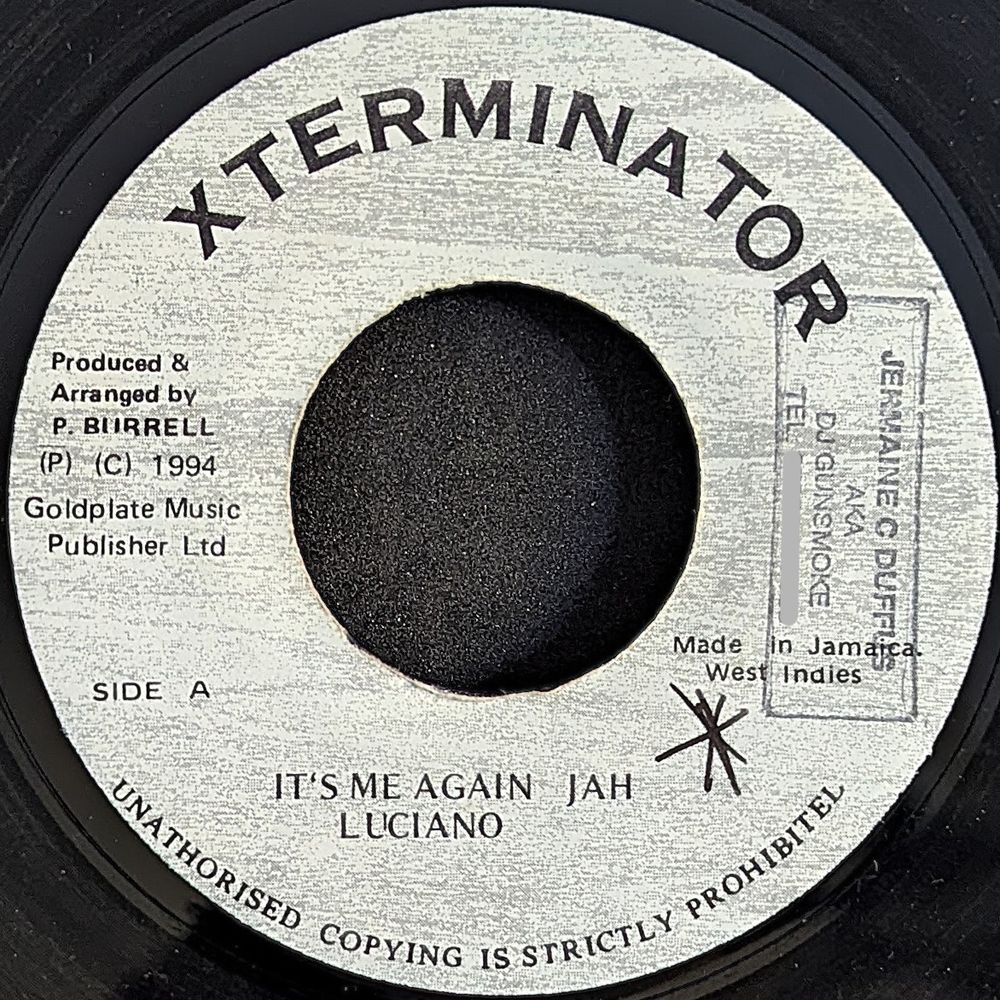 XTERMINATOR
Produced &
Arranged by
P. BURRELL
(P) (C) 1994
Goldplate Music
Publisher Ltd
JERMAINE C DUFFUS
AKA
DJ GUNSMOKE
TEL
Made in Jamaica.
West Indies
SIDE A
IT'S ME AGAIN JAH
LUCIANO
UNATHORISED COPYING IS STRICTLY PROHIBITEL